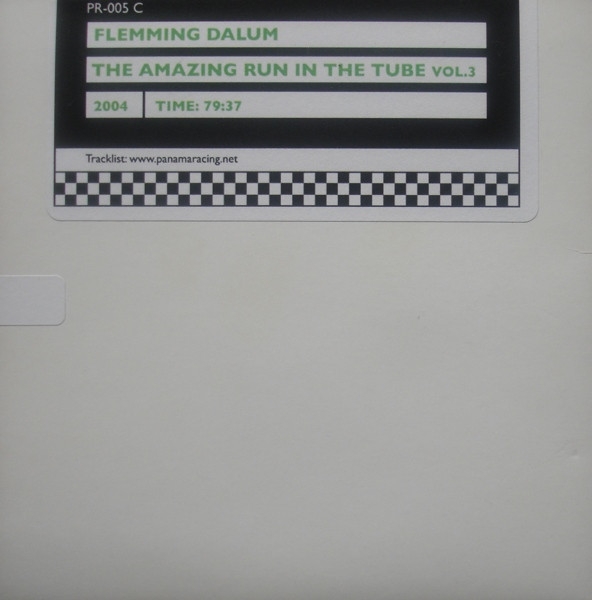 PR-005 C
FLEMMING DALUM
THE AMAZING RUN IN THE TUBE VOL.3
2004 TIME: 79:37
Tracklist: www.panamaracing.net